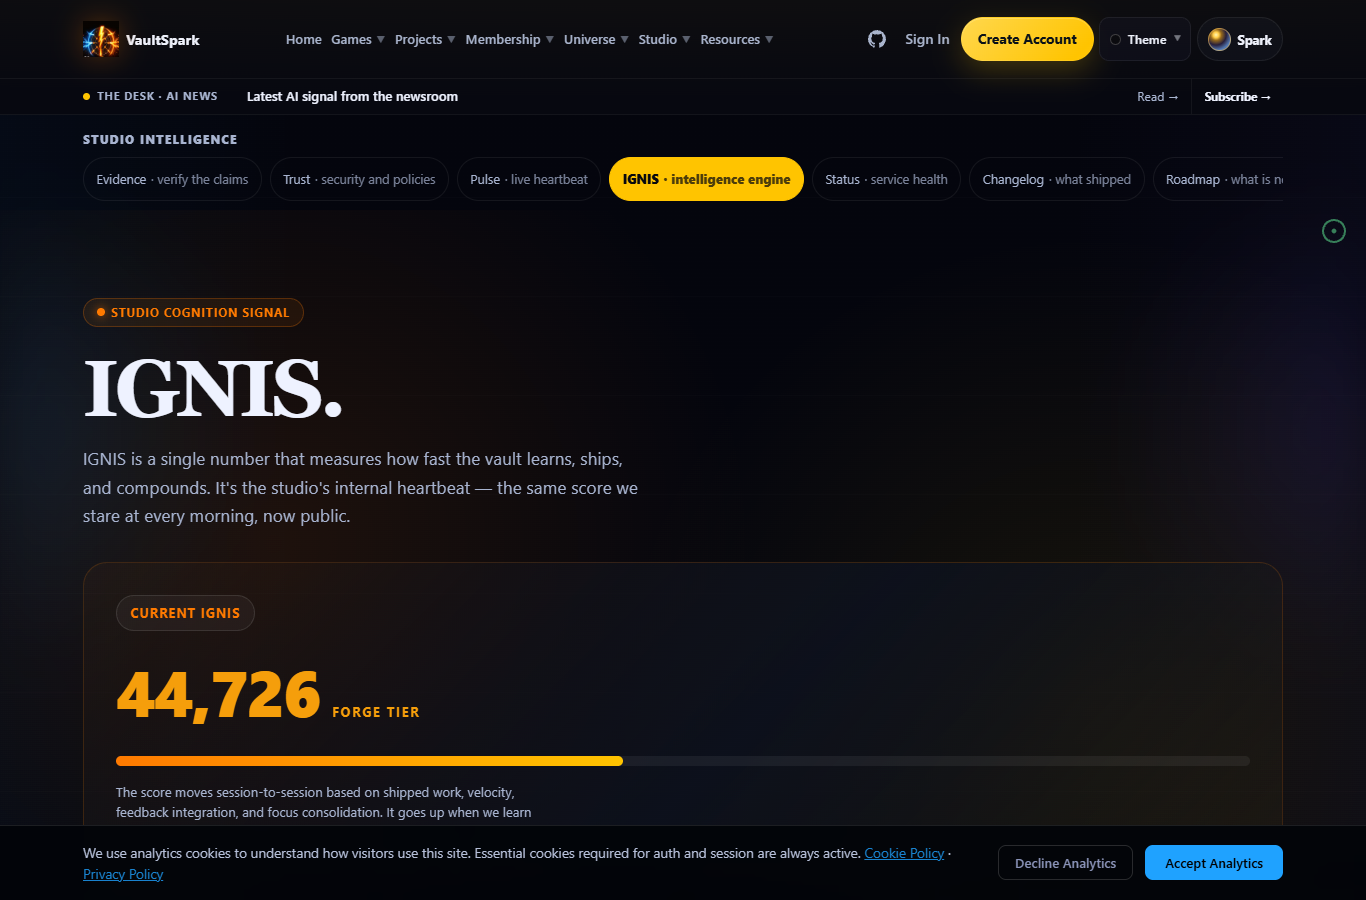 VaultSpark
Home Games Projects Membership Universe Studio Resources
Sign In Create Account Theme Spark
THE DESK · AI NEWS Latest AI signal from the newsroom Read → Subscribe →
STUDIO INTELLIGENCE
Evidence · verify the claims Trust · security and policies Pulse · live heartbeat IGNIS · intelligence engine Status · service health Changelog · what shipped Roadmap · what is
STUDIO COGNITION SIGNAL
IGNIS.
IGNIS is a single number that measures how fast the vault learns, ships,
and compounds. It's the studio's internal heartbeat — the same score we
stare at every morning, now public.
CURRENT IGNIS
44,726 FORGE TIER
The score moves session-to-session based on shipped work, velocity,
feedback integration, and focus consolidation. It goes up when we learn
We use analytics cookies to understand how visitors use this site. Essential cookies required for auth and session are always active. Cookie Policy ·
Privacy Policy
Decline Analytics Accept Analytics